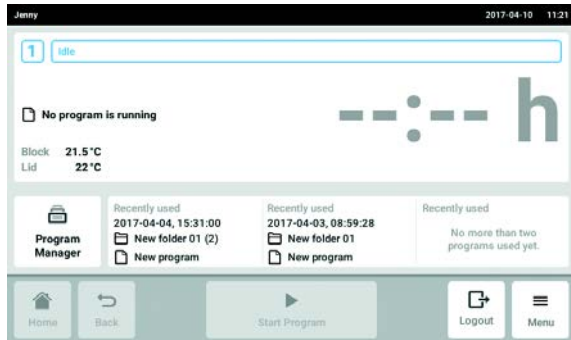 Jenny 2017-04-10 11:21
1 Idle
No program is running
--:-- h
Block 21.5°C
Lid 22°C
Program Manager
Recently used
2017-04-04, 15:31:00
New folder 01 (2)
New program
Recently used
2017-04-03, 08:59:28
New folder 01
New program
Recently used
No more than two
programs used yet.
Home
Back
Start Program
Logout
Menu